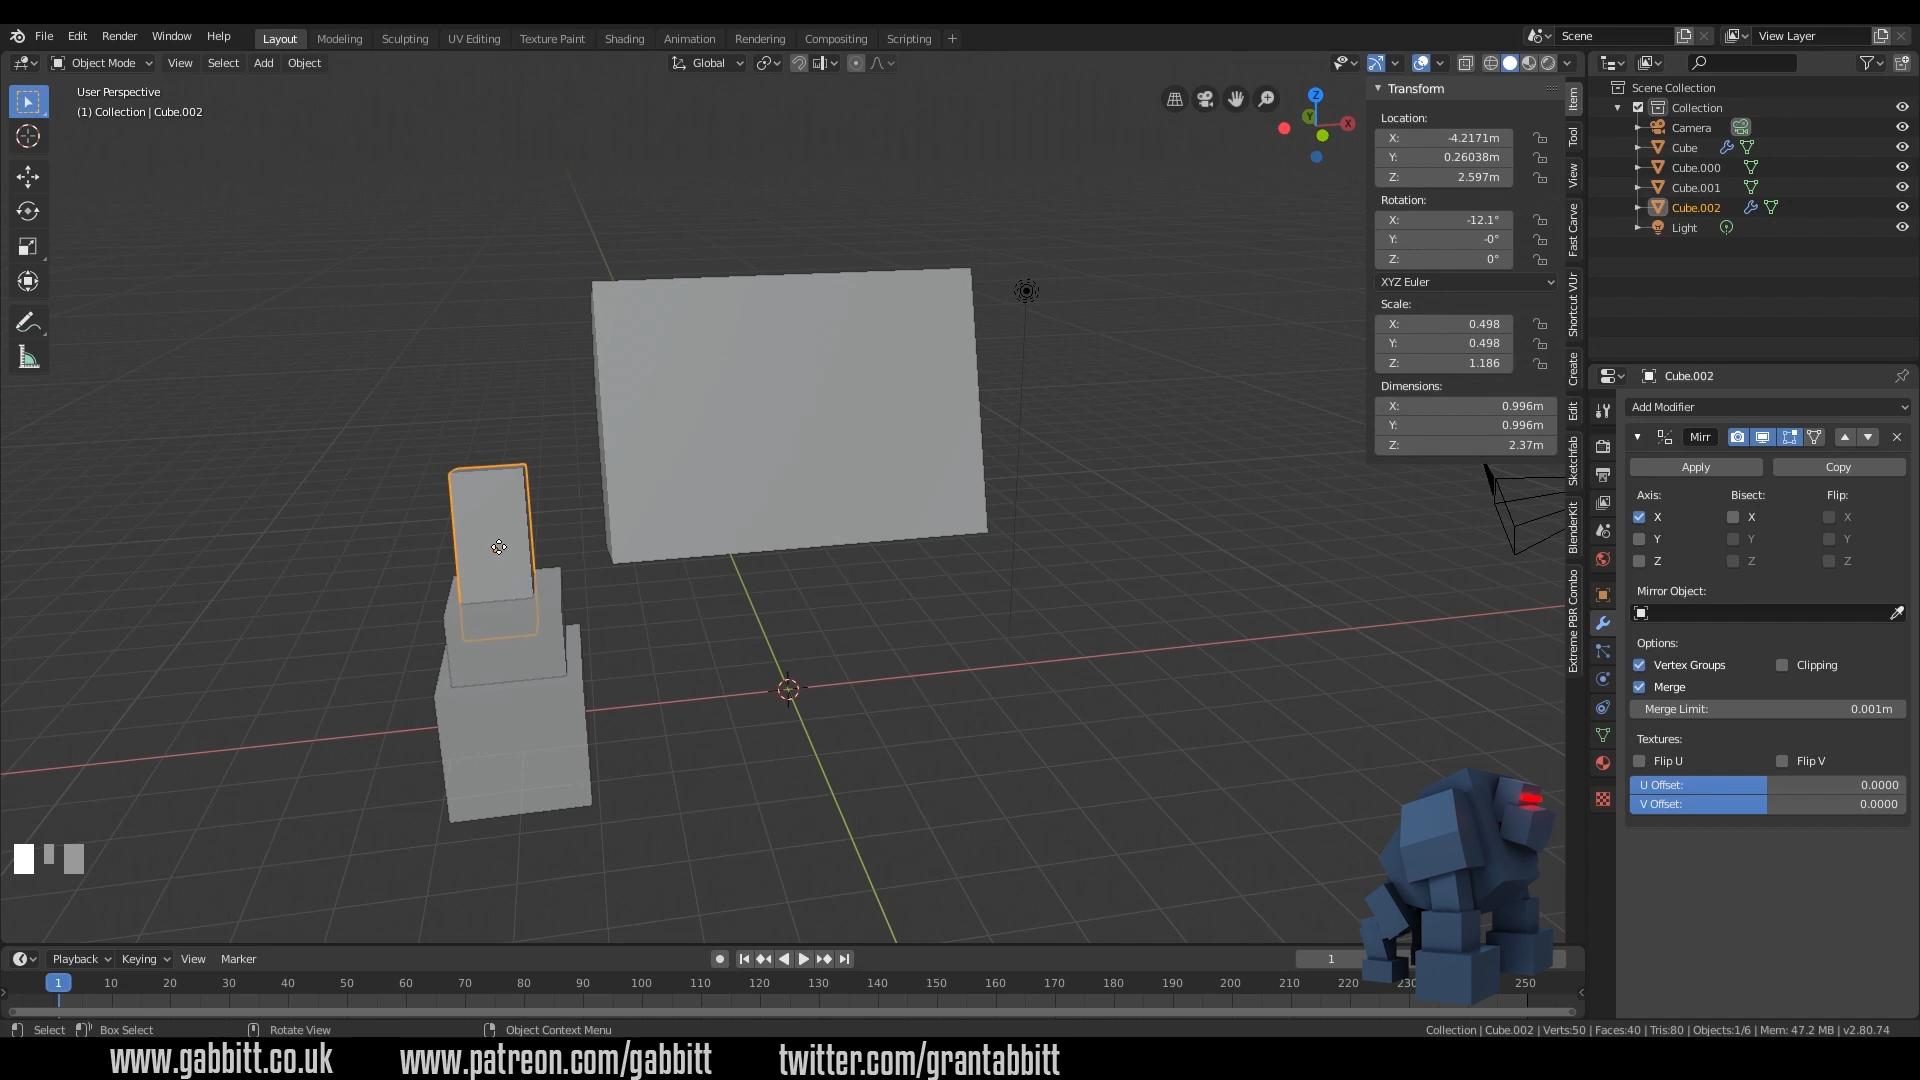 File Edit Render Window Help
Layout Modeling Sculpting UV Editing Texture Paint Shading Animation Rendering Compositing Scripting +
Scene
View Layer
Object Mode View Select Add Object
Global
User Perspective
(1) Collection | Cube.002
Z
Y
X
Transform
Location:
X: -4.2171m
Y: 0.26038m
Z: 2.597m
Rotation:
X: -12.1°
Y: -0°
Z: 0°
XYZ Euler
Scale:
X: 0.498
Y: 0.498
Z: 1.186
Dimensions:
X: 0.996m
Y: 0.996m
Z: 2.37m
Item
Tool
View
Fast Carve
Shortcut VUr
Create
Edit
Sketchfab
BlenderKit
Extreme PBR Combo
Scene Collection
Collection
Camera
Cube
Cube.000
Cube.001
Cube.002
Light
Cube.002
Add Modifier
Mirr
Apply Copy
Axis: Bisect: Flip:
X X X
Y Y Y
Z Z Z
Mirror Object:
Options:
Vertex Groups Clipping
Merge
Merge Limit: 0.001m
Textures:
Flip U Flip V
U Offset: 0.0000
V Offset: 0.0000
Playback Keying View Marker
1
1 10 20 30 40 50 60 70 80 90 100 110 120 130 140 150 160 170 180 190 200 210 220 230 250
Select Box Select Rotate View Object Context Menu
Collection | Cube.002 | Verts:50 | Faces:40 | Tris:80 | Objects:1/6 | Mem: 47.2 MB | v2.80.74
www.gabbitt.co.uk www.patreon.com/gabbitt twitter.com/grantabbitt